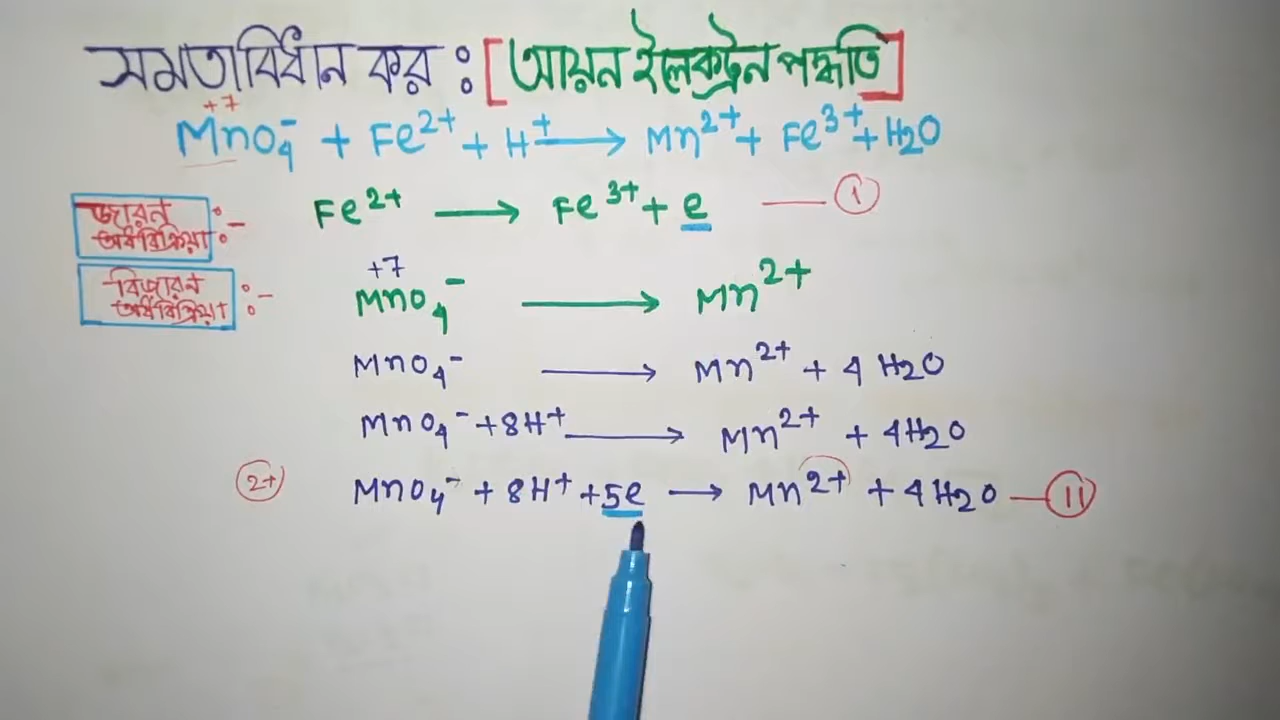 সমতাবিধান কর : [আয়ন ইলেকট্রন পদ্ধতি]
+7
MnO₄⁻ + Fe²⁺ + H⁺ ⟶ Mn²⁺ + Fe³⁺ + H₂O
জারন অর্ধবিক্রিয়া :- Fe²⁺ ⟶ Fe³⁺ + e — (1)
+7
বিজারন অর্ধবিক্রিয়া :- MnO₄⁻ ⟶ Mn²⁺
MnO₄⁻ ⟶ Mn²⁺ + 4H₂O
MnO₄⁻ + 8H⁺ ⟶ Mn²⁺ + 4H₂O
(2+) MnO₄⁻ + 8H⁺ + 5e ⟶ Mn²⁺ + 4H₂O — (11)